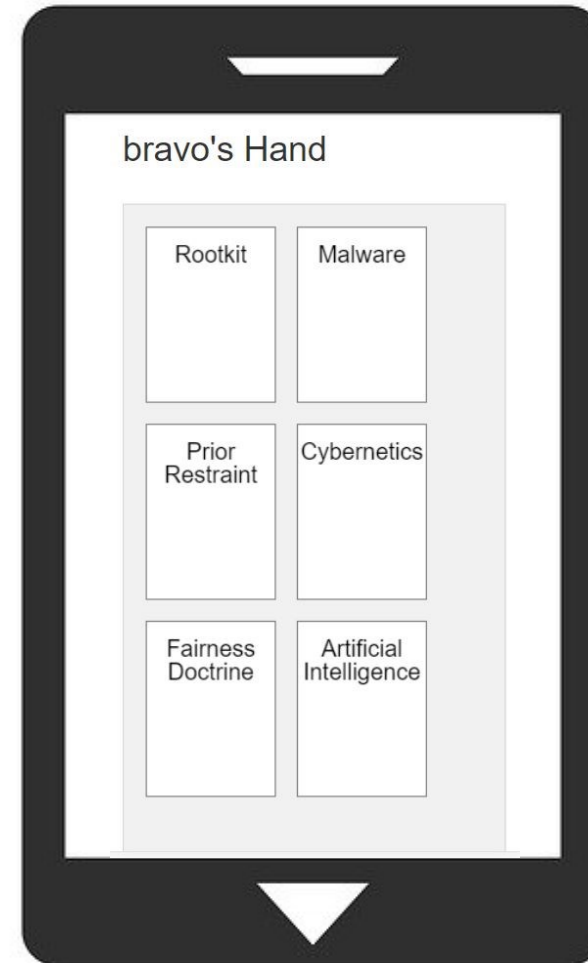 bravo's Hand
Rootkit
Malware
Prior
Restraint
Cybernetics
Fairness
Doctrine
Artificial
Intelligence